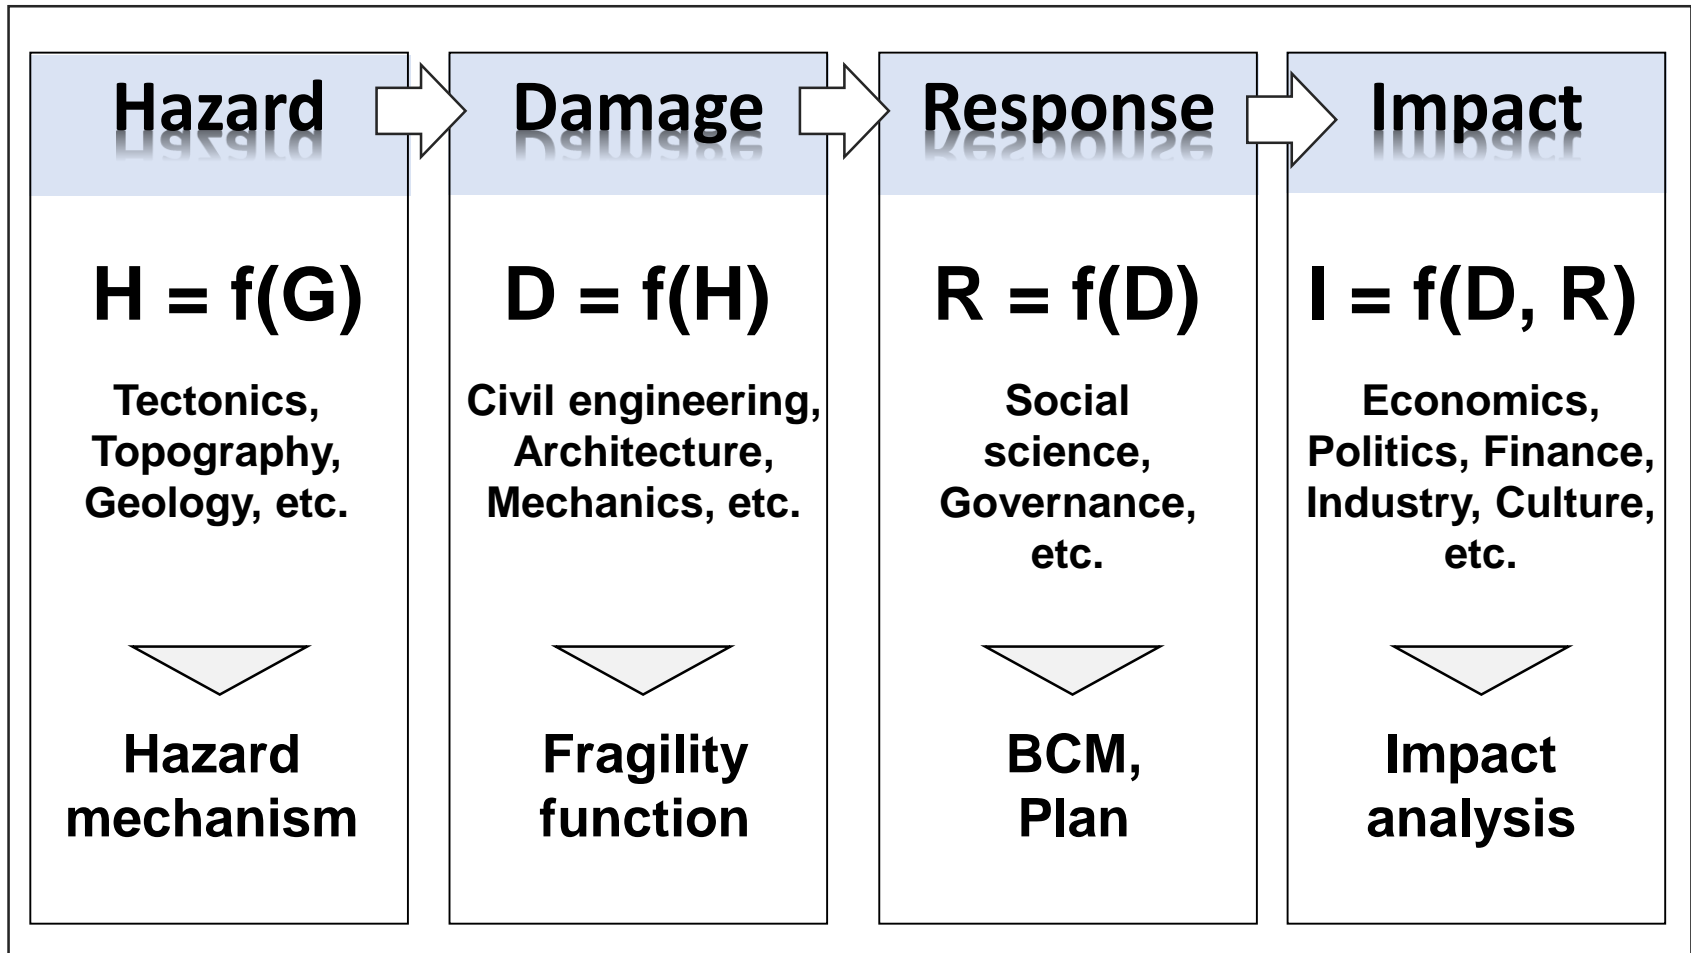 Hazard
Damage
Response
Impact
H = f(G)
D = f(H)
R = f(D)
I = f(D, R)
Tectonics,
Topography,
Geology, etc.
Civil engineering,
Architecture,
Mechanics, etc.
Social
science,
Governance,
etc.
Economics,
Politics, Finance,
Industry, Culture,
etc.
Hazard
mechanism
Fragility
function
BCM,
Plan
Impact
analysis